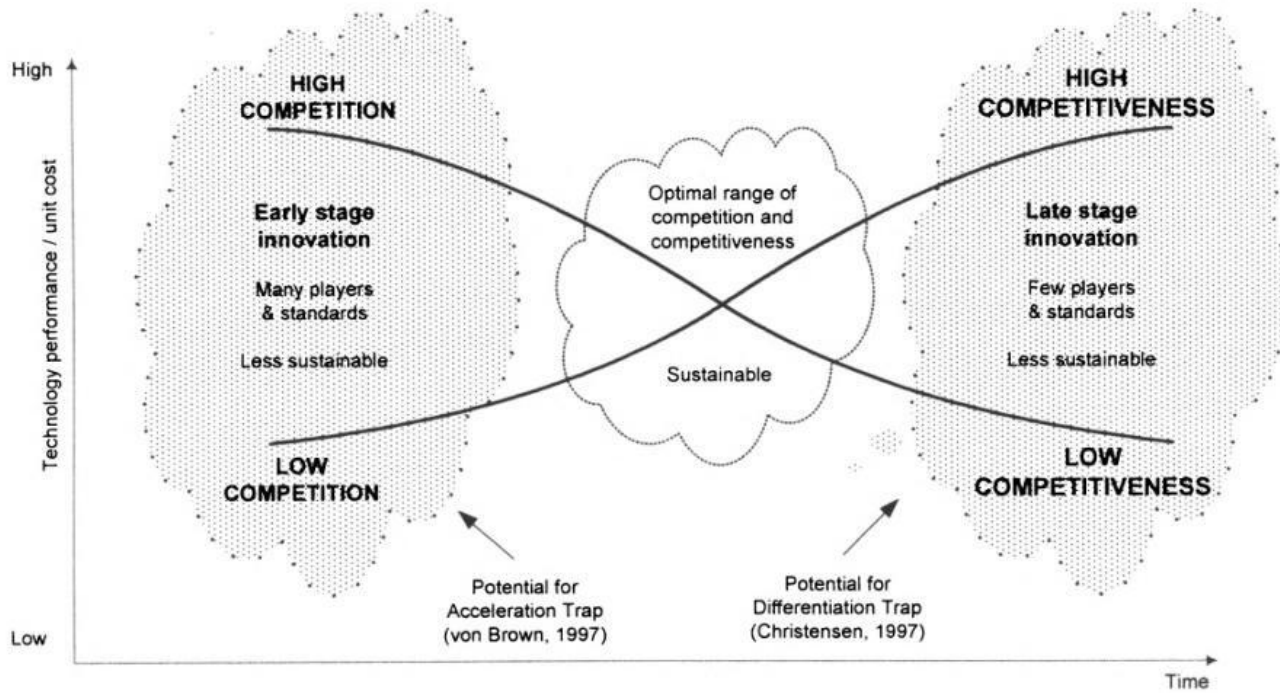 High
HIGH
COMPETITION
HIGH
COMPETITIVENESS
Optimal range of
competition and
competitiveness
Early stage
innovation
Late stage
innovation
Many players
& standards
Few players
& standards
Less sustainable
Sustainable
Less sustainable
Technology performance / unit cost
LOW
COMPETITION
LOW
COMPETITIVENESS
Potential for
Acceleration Trap
(von Brown, 1997)
Potential for
Differentiation Trap
(Christensen, 1997)
Low
Time